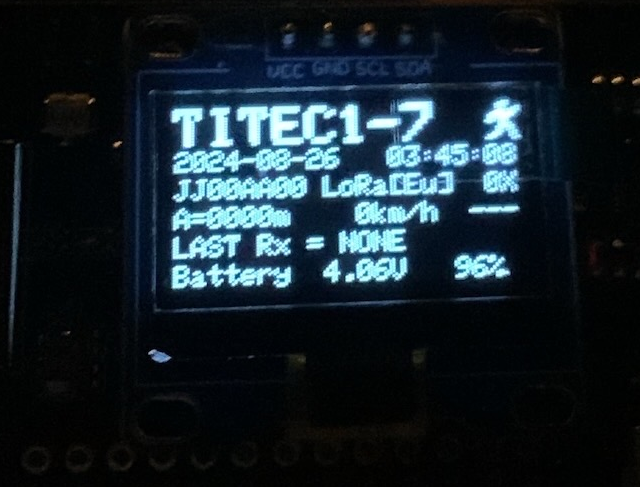 VCC GND SCL SDA
TITEC1-7
2024-08-26 03:45:08
JJ00AA00 LoRa[Eu] 0X
A=0000m 0km/h ---
LAST Rx = NONE
Battery 4.06V 96%